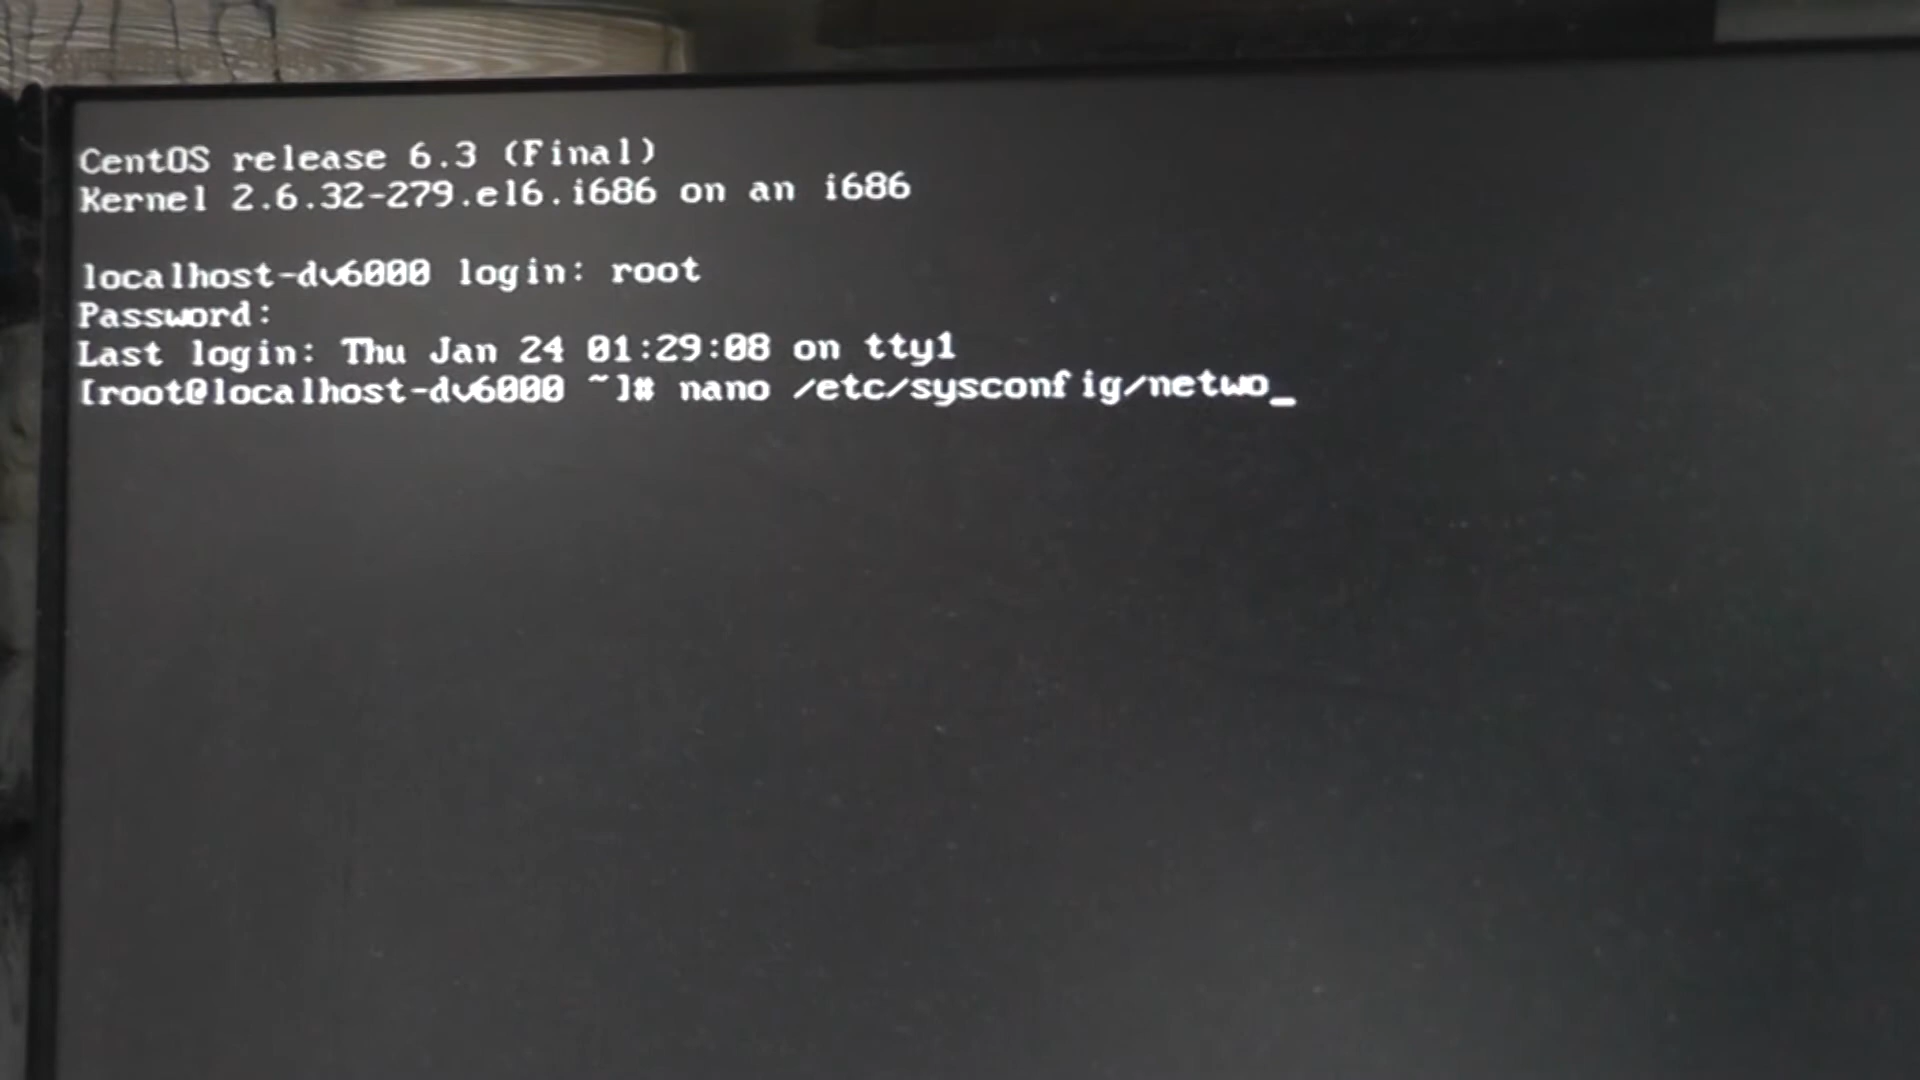 CentOS release 6.3 (Final)
Kernel 2.6.32-279.el6.i686 on an i686
localhost-dv6000 login: root
Password:
Last login: Thu Jan 24 01:29:08 on tty1
[root@localhost-dv6000 ~]# nano /etc/sysconfig/netwo_